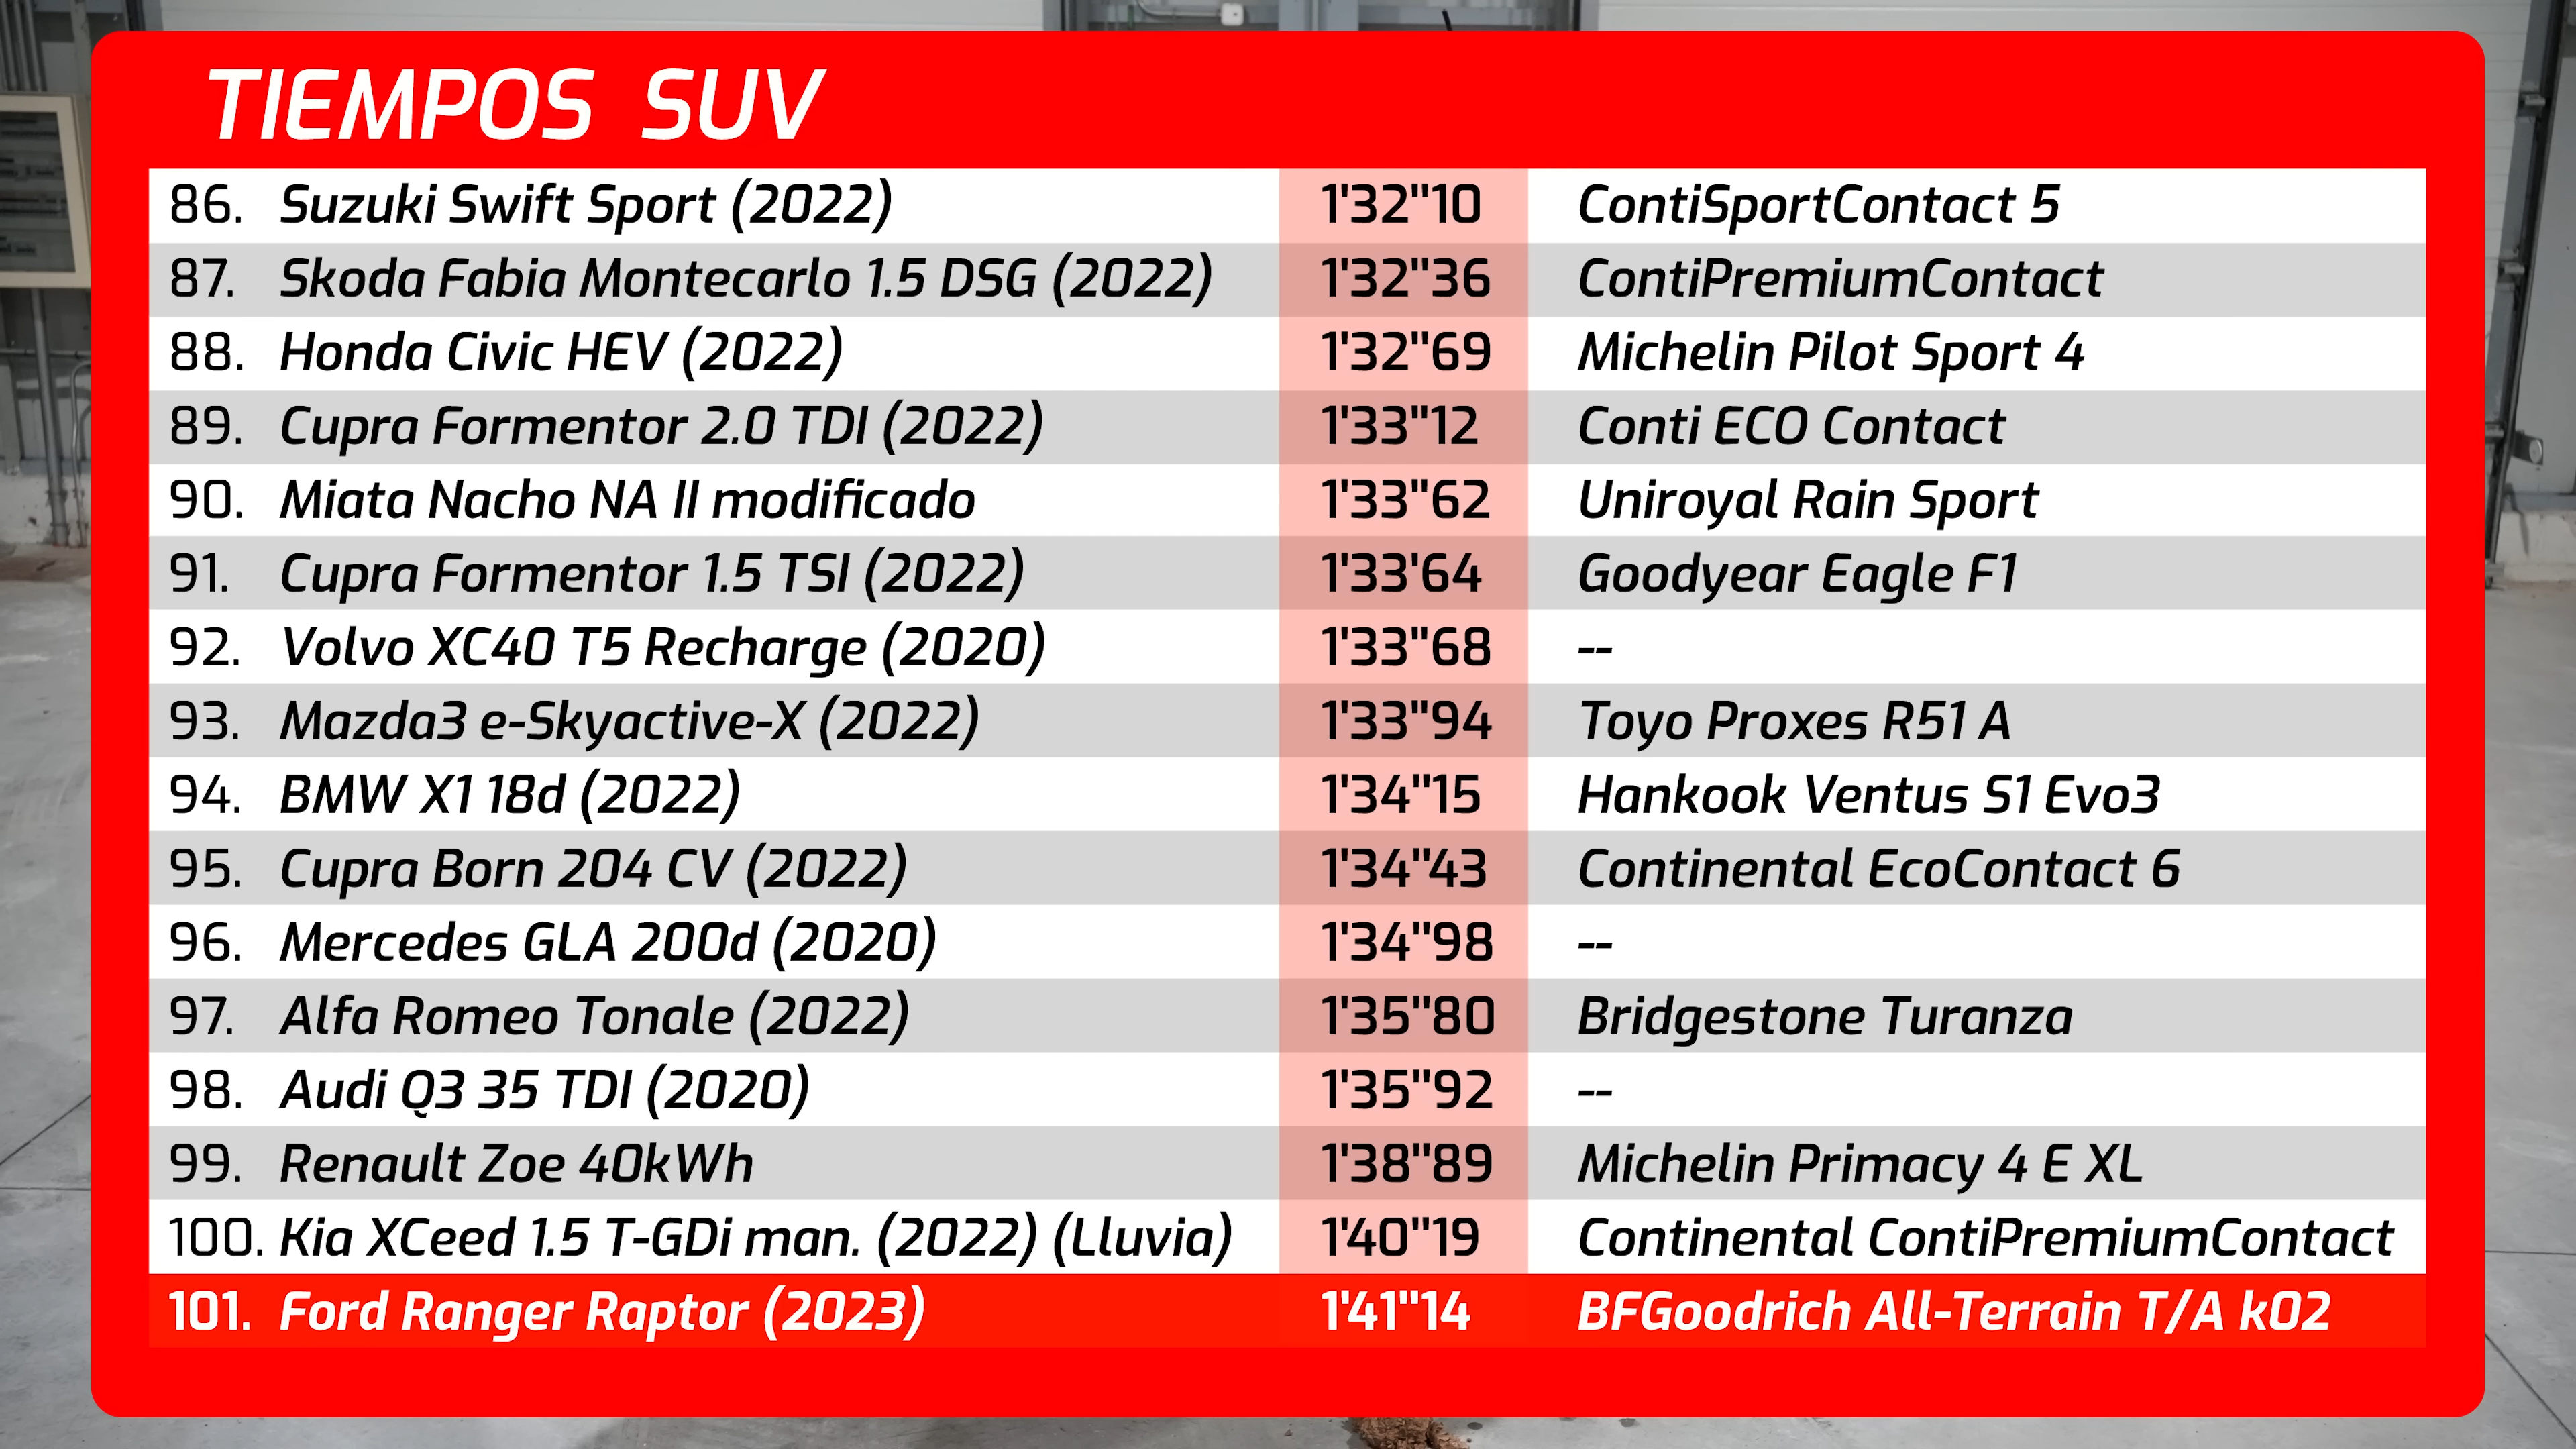 TIEMPOS SUV
86. Suzuki Swift Sport (2022) 1'32"10 ContiSportContact 5
87. Skoda Fabia Montecarlo 1.5 DSG (2022) 1'32"36 ContiPremiumContact
88. Honda Civic HEV (2022) 1'32"69 Michelin Pilot Sport 4
89. Cupra Formentor 2.0 TDI (2022) 1'33"12 Conti ECO Contact
90. Miata Nacho NA II modificado 1'33"62 Uniroyal Rain Sport
91. Cupra Formentor 1.5 TSI (2022) 1'33'64 Goodyear Eagle F1
92. Volvo XC40 T5 Recharge (2020) 1'33"68 --
93. Mazda3 e-Skyactive-X (2022) 1'33"94 Toyo Proxes R51 A
94. BMW X1 18d (2022) 1'34"15 Hankook Ventus S1 Evo3
95. Cupra Born 204 CV (2022) 1'34"43 Continental EcoContact 6
96. Mercedes GLA 200d (2020) 1'34"98 --
97. Alfa Romeo Tonale (2022) 1'35"80 Bridgestone Turanza
98. Audi Q3 35 TDI (2020) 1'35"92 --
99. Renault Zoe 40kWh 1'38"89 Michelin Primacy 4 E XL
100. Kia XCeed 1.5 T-GDi man. (2022) (Lluvia) 1'40"19 Continental ContiPremiumContact
101. Ford Ranger Raptor (2023) 1'41"14 BFGoodrich All-Terrain T/A k02